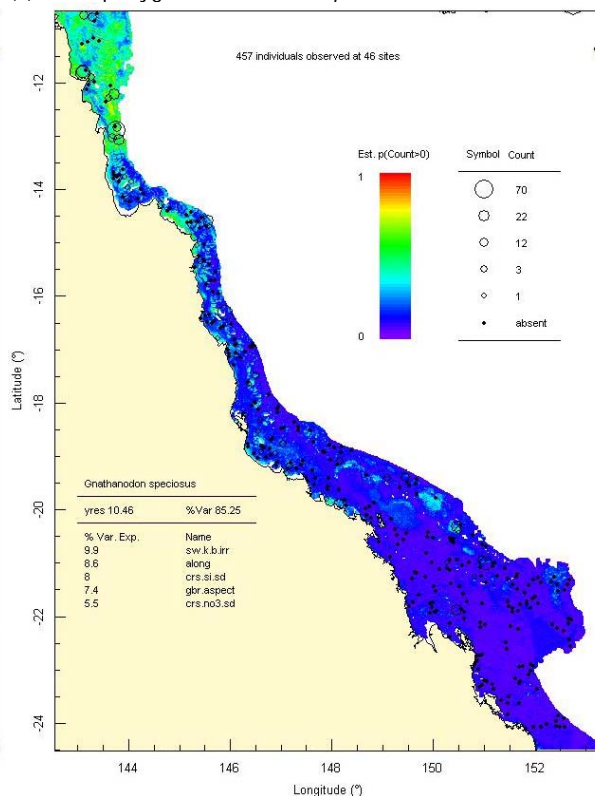 457 individuals observed at 46 sites
Est. p(Count>0)
1
0
Symbol Count
70
22
12
3
1
absent
Latitude (°)
-12
-14
-16
-18
-20
-22
-24
Gnathanodon speciosus
yres 10.46 %Var 85.25
% Var. Exp. Name
9.9 sw.k.b.irr
8.6 along
8 crs.si.sd
7.4 gbr.aspect
5.5 crs.no3.sd
144 146 148 150 152
Longitude (°)